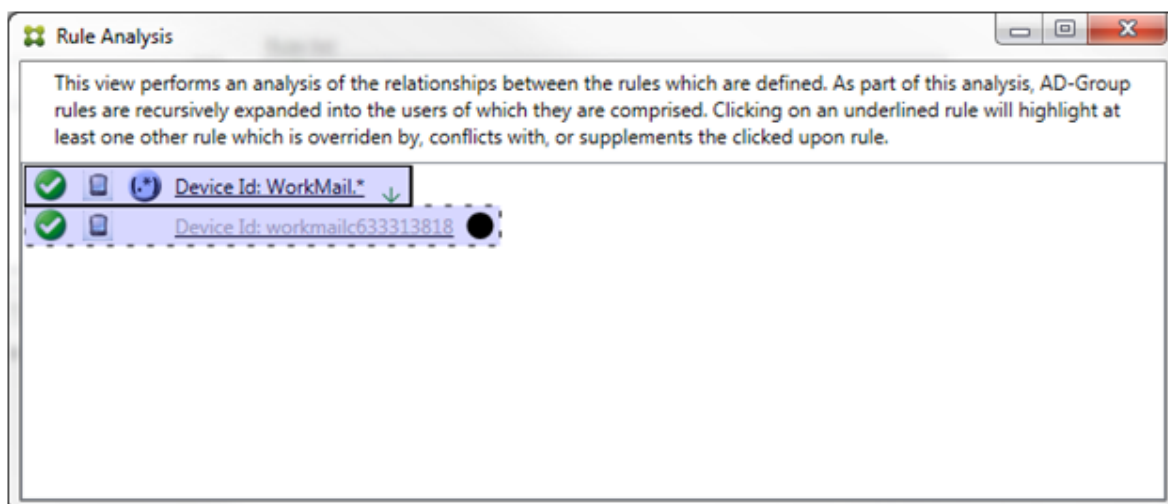 Rule Analysis
This view performs an analysis of the relationships between the rules which are defined. As part of this analysis, AD-Group
rules are recursively expanded into the users of which they are comprised. Clicking on an underlined rule will highlight at
least one other rule which is overriden by, conflicts with, or supplements the clicked upon rule.
(.*) Device Id: WorkMail.*
Device Id: workmailc633313818